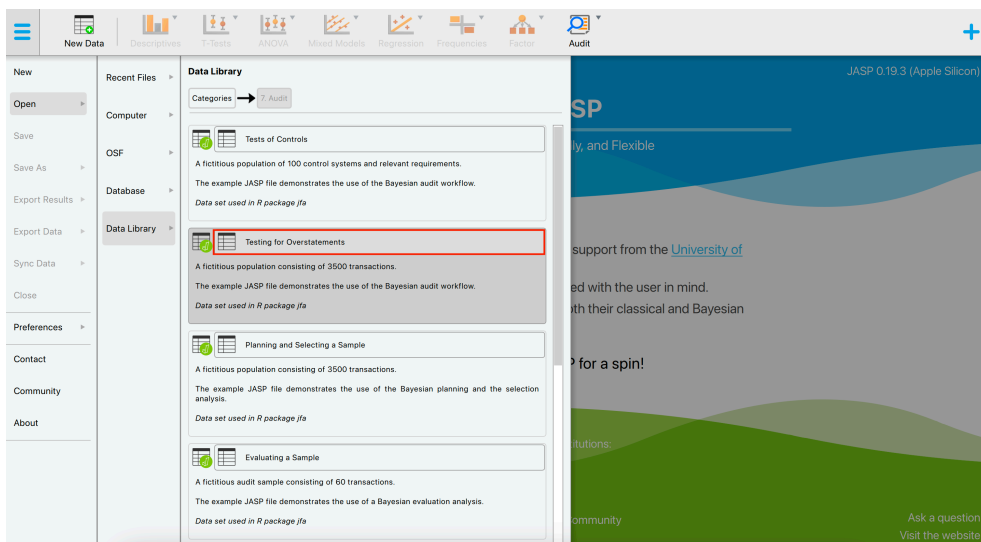 New Data
Descriptives
T-Tests
ANOVA
Mixed Models
Regression
Frequencies
Factor
Audit
New
Open
Save
Save As
Export Results
Export Data
Sync Data
Close
Preferences
Contact
Community
About
Recent Files
Computer
OSF
Database
Data Library
Data Library
Categories
7. Audit
Tests of Controls
A fictitious population of 100 control systems and relevant requirements.
The example JASP file demonstrates the use of the Bayesian audit workflow.
Data set used in R package jfa
Testing for Overstatements
A fictitious population consisting of 3500 transactions.
The example JASP file demonstrates the use of the Bayesian audit workflow.
Data set used in R package jfa
Planning and Selecting a Sample
A fictitious population consisting of 3500 transactions.
The example JASP file demonstrates the use of the Bayesian planning and the selection
analysis.
Data set used in R package jfa
Evaluating a Sample
A fictitious audit sample consisting of 60 transactions.
The example JASP file demonstrates the use of a Bayesian evaluation analysis.
Data set used in R package jfa
JASP 0.19.3 (Apple Silicon)
SP
ly, and Flexible
support from the University of
ed with the user in mind.
oth their classical and Bayesian
for a spin!
titutions:
ommunity
Ask a question
Visit the website